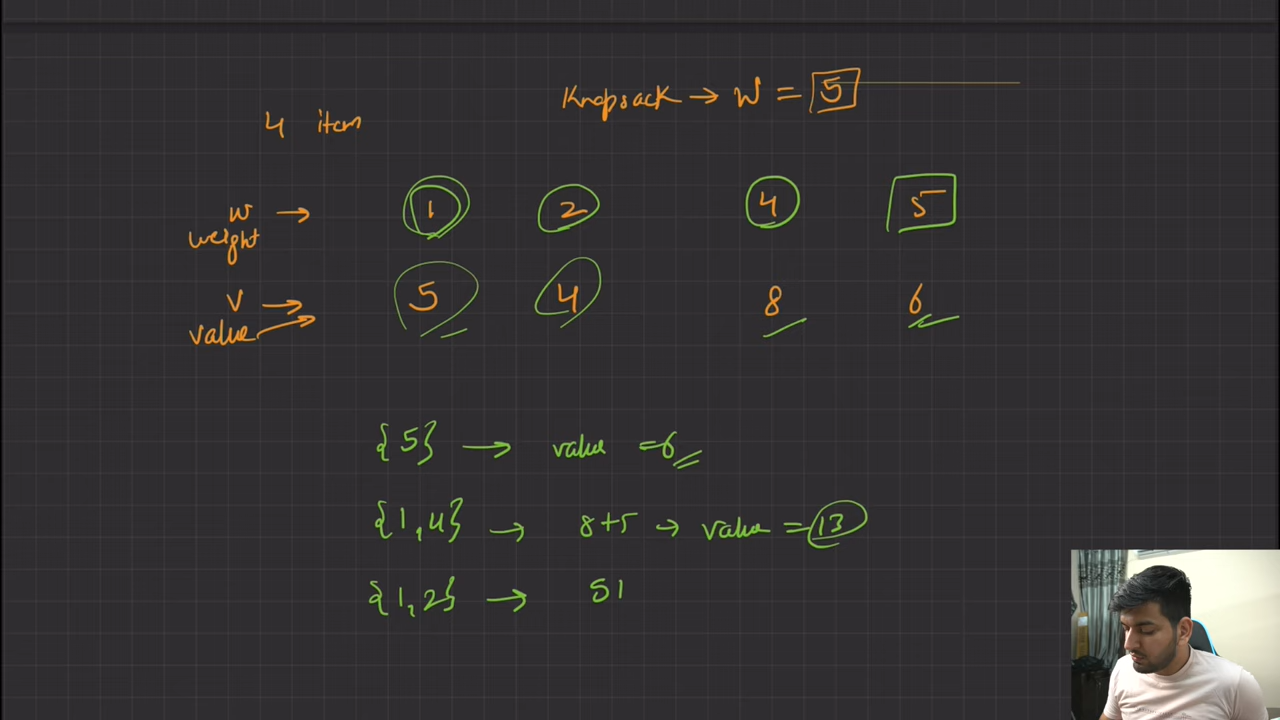 Knapsack → W = 5
4 item
w → 1 2 4 5
weight
v → 5 4 8 6
value →
{5} → value = 6
{1,4} → 8+5 → value = 13
{1,2} → 51